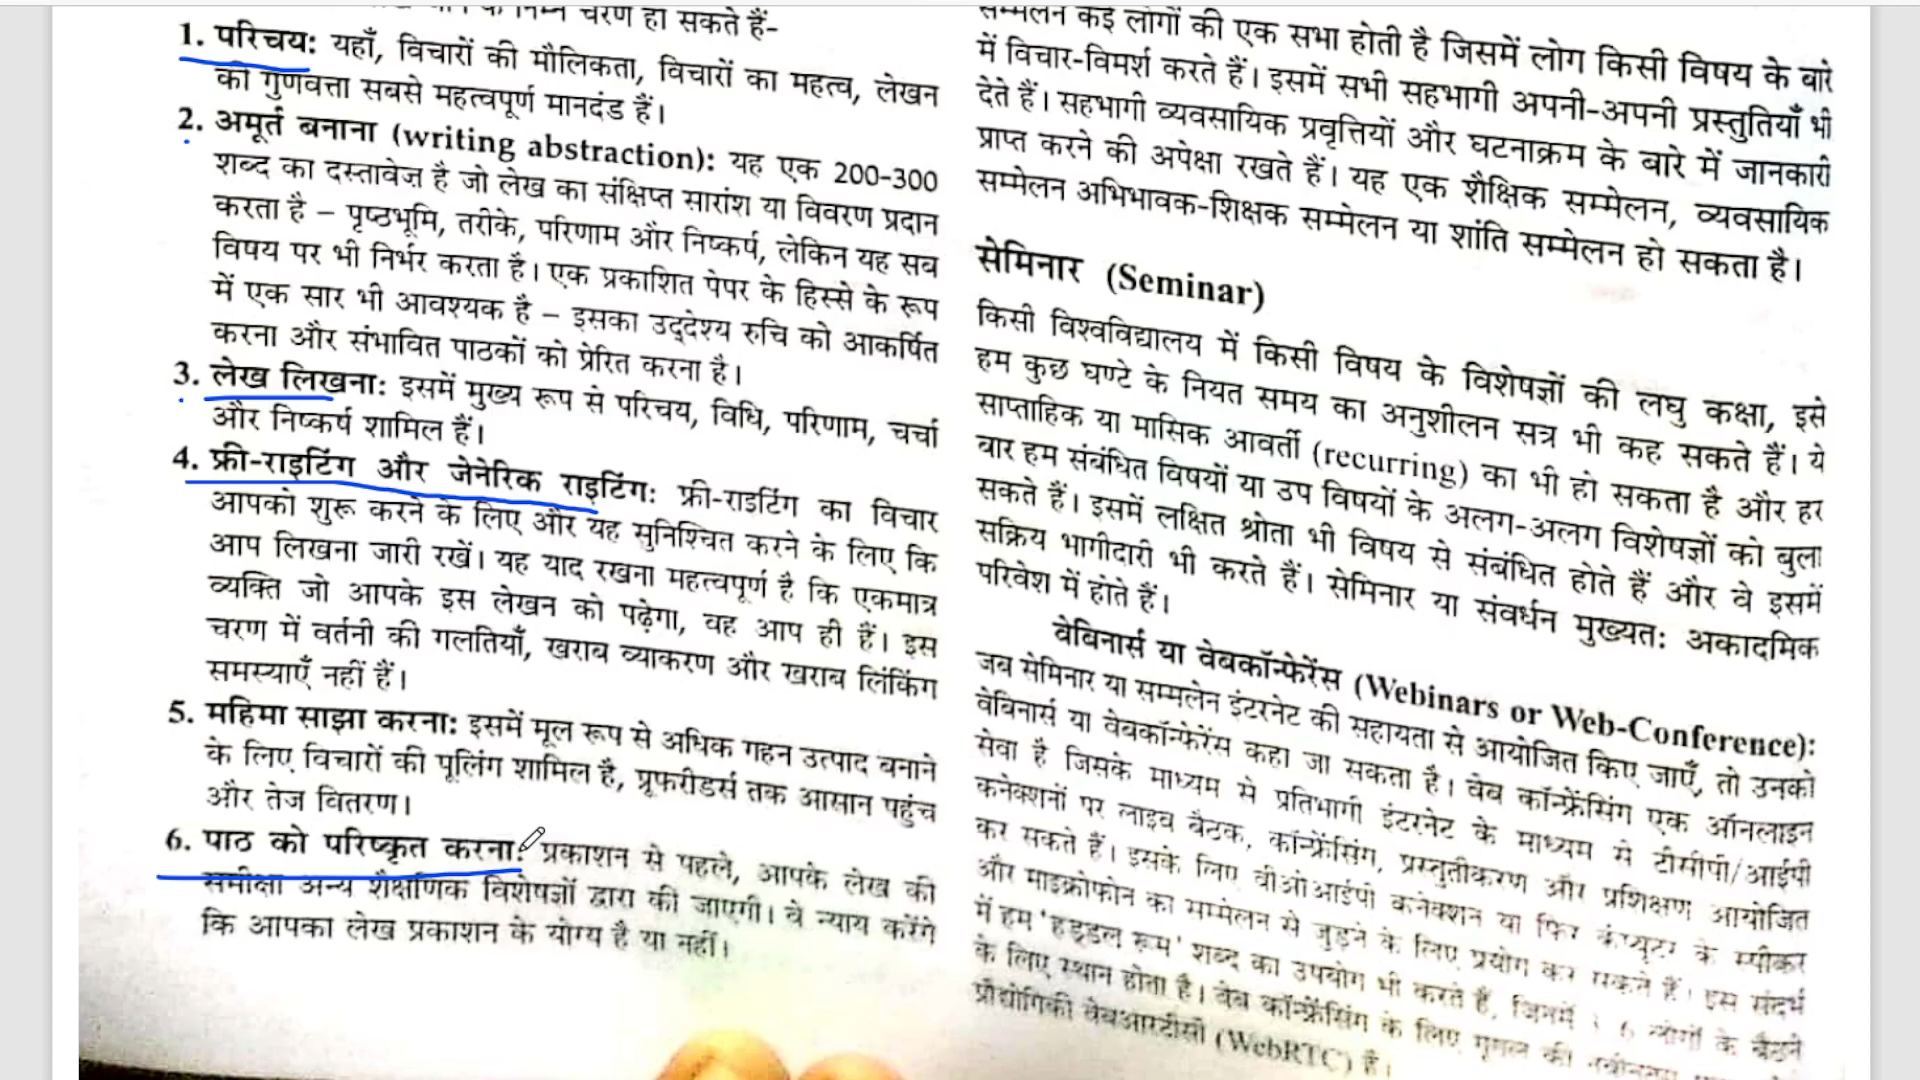 के निम्न चरण हो सकते हैं-
1. परिचय: यहाँ, विचारों की मौलिकता, विचारों का महत्व, लेखन
की गुणवत्ता सबसे महत्वपूर्ण मानदंड हैं।
2. अमूर्त बनाना (writing abstraction): यह एक 200-300
शब्द का दस्तावेज़ है जो लेख का संक्षिप्त सारांश या विवरण प्रदान
करता है – पृष्ठभूमि, तरीके, परिणाम और निष्कर्ष, लेकिन यह सब
विषय पर भी निर्भर करता है। एक प्रकाशित पेपर के हिस्से के रूप
में एक सार भी आवश्यक है – इसका उद्देश्य रुचि को आकर्षित
करना और संभावित पाठकों को प्रेरित करना है।
3. लेख लिखना: इसमें मुख्य रूप से परिचय, विधि, परिणाम, चर्चा
और निष्कर्ष शामिल हैं।
4. फ्री-राइटिंग और जेनेरिक राइटिंग: फ्री-राइटिंग का विचार
आपको शुरू करने के लिए और यह सुनिश्चित करने के लिए कि
आप लिखना जारी रखें। यह याद रखना महत्वपूर्ण है कि एकमात्र
व्यक्ति जो आपके इस लेखन को पढ़ेगा, वह आप ही हैं। इस
चरण में वर्तनी की गलतियाँ, खराब व्याकरण और खराब लिंकिंग
समस्याएँ नहीं हैं।
5. महिमा साझा करना: इसमें मूल रूप से अधिक गहन उत्पाद बनाने
के लिए विचारों की पूलिंग शामिल है, प्रूफरीडर्स तक आसान पहुंच
और तेज वितरण।
6. पाठ को परिष्कृत करना: प्रकाशन से पहले, आपके लेख की
समीक्षा अन्य शैक्षणिक विशेषज्ञों द्वारा की जाएगी। वे न्याय करेंगे
कि आपका लेख प्रकाशन के योग्य है या नहीं।
सम्मेलन कई लोगों की एक सभा होती है जिसमें लोग किसी विषय के बारे
में विचार-विमर्श करते हैं। इसमें सभी सहभागी अपनी-अपनी प्रस्तुतियाँ भी
देते हैं। सहभागी व्यवसायिक प्रवृत्तियों और घटनाक्रम के बारे में जानकारी
प्राप्त करने की अपेक्षा रखते हैं। यह एक शैक्षिक सम्मेलन, व्यवसायिक
सम्मेलन अभिभावक-शिक्षक सम्मेलन या शांति सम्मेलन हो सकता है।
सेमिनार (Seminar)
किसी विश्वविद्यालय में किसी विषय के विशेषज्ञों की लघु कक्षा, इसे
हम कुछ घण्टे के नियत समय का अनुशीलन सत्र भी कह सकते हैं। ये
साप्ताहिक या मासिक आवर्ती (recurring) का भी हो सकता है और हर
बार हम संबंधित विषयों या उप विषयों के अलग-अलग विशेषज्ञों को बुला
सकते हैं। इसमें लक्षित श्रोता भी विषय से संबंधित होते हैं और वे इसमें
सक्रिय भागीदारी भी करते हैं। सेमिनार या संवर्धन मुख्यत: अकादमिक
परिवेश में होते हैं।
वेबिनार्स या वेबकॉन्फेरेंस (Webinars or Web-Conference):
जब सेमिनार या सम्मलेन इंटरनेट की सहायता से आयोजित किए जाएँ, तो उनको
वेबिनार्स या वेबकॉन्फेरेंस कहा जा सकता है। वेब कॉन्फ्रेंसिंग एक ऑनलाइन
सेवा है जिसके माध्यम से प्रतिभागी इंटरनेट के माध्यम से टीसीपी/आईपी
कनेक्शनों पर लाइव बैठक, कॉन्फ्रेंसिंग, प्रस्तुतीकरण और प्रशिक्षण आयोजित
कर सकते हैं। इसके लिए वीओआईपी कनेक्शन या फिर कंप्यूटर के स्पीकर
और माइक्रोफोन का सम्मेलन से जुड़ने के लिए प्रयोग कर सकते हैं। इस संदर्भ
में हम 'हड्डल रूम' शब्द का उपयोग भी करते हैं, जिनमें 6 लोगों के बैठने
के लिए स्थान होता है। वेब कॉन्फ्रेंसिंग के लिए गूगल की
प्रौद्योगिकी वेबआरटीसी (WebRTC) है।